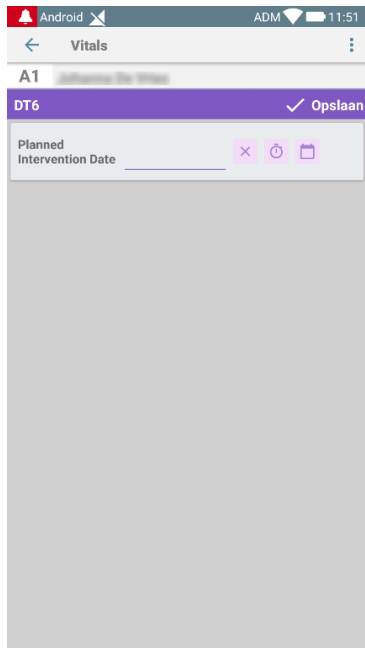 Android ADM 11:51
Vitals
A1
DT6 Opslaan
Planned
Intervention Date